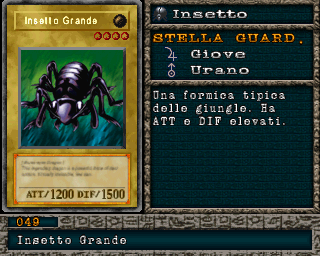 Insetto Grande
ATT/1200 DIF/1500
Insetto
STELLA GUARD.
Giove
Urano
Una formica tipica
delle giungle. Ha
ATT e DIF elevati.
049
Insetto Grande